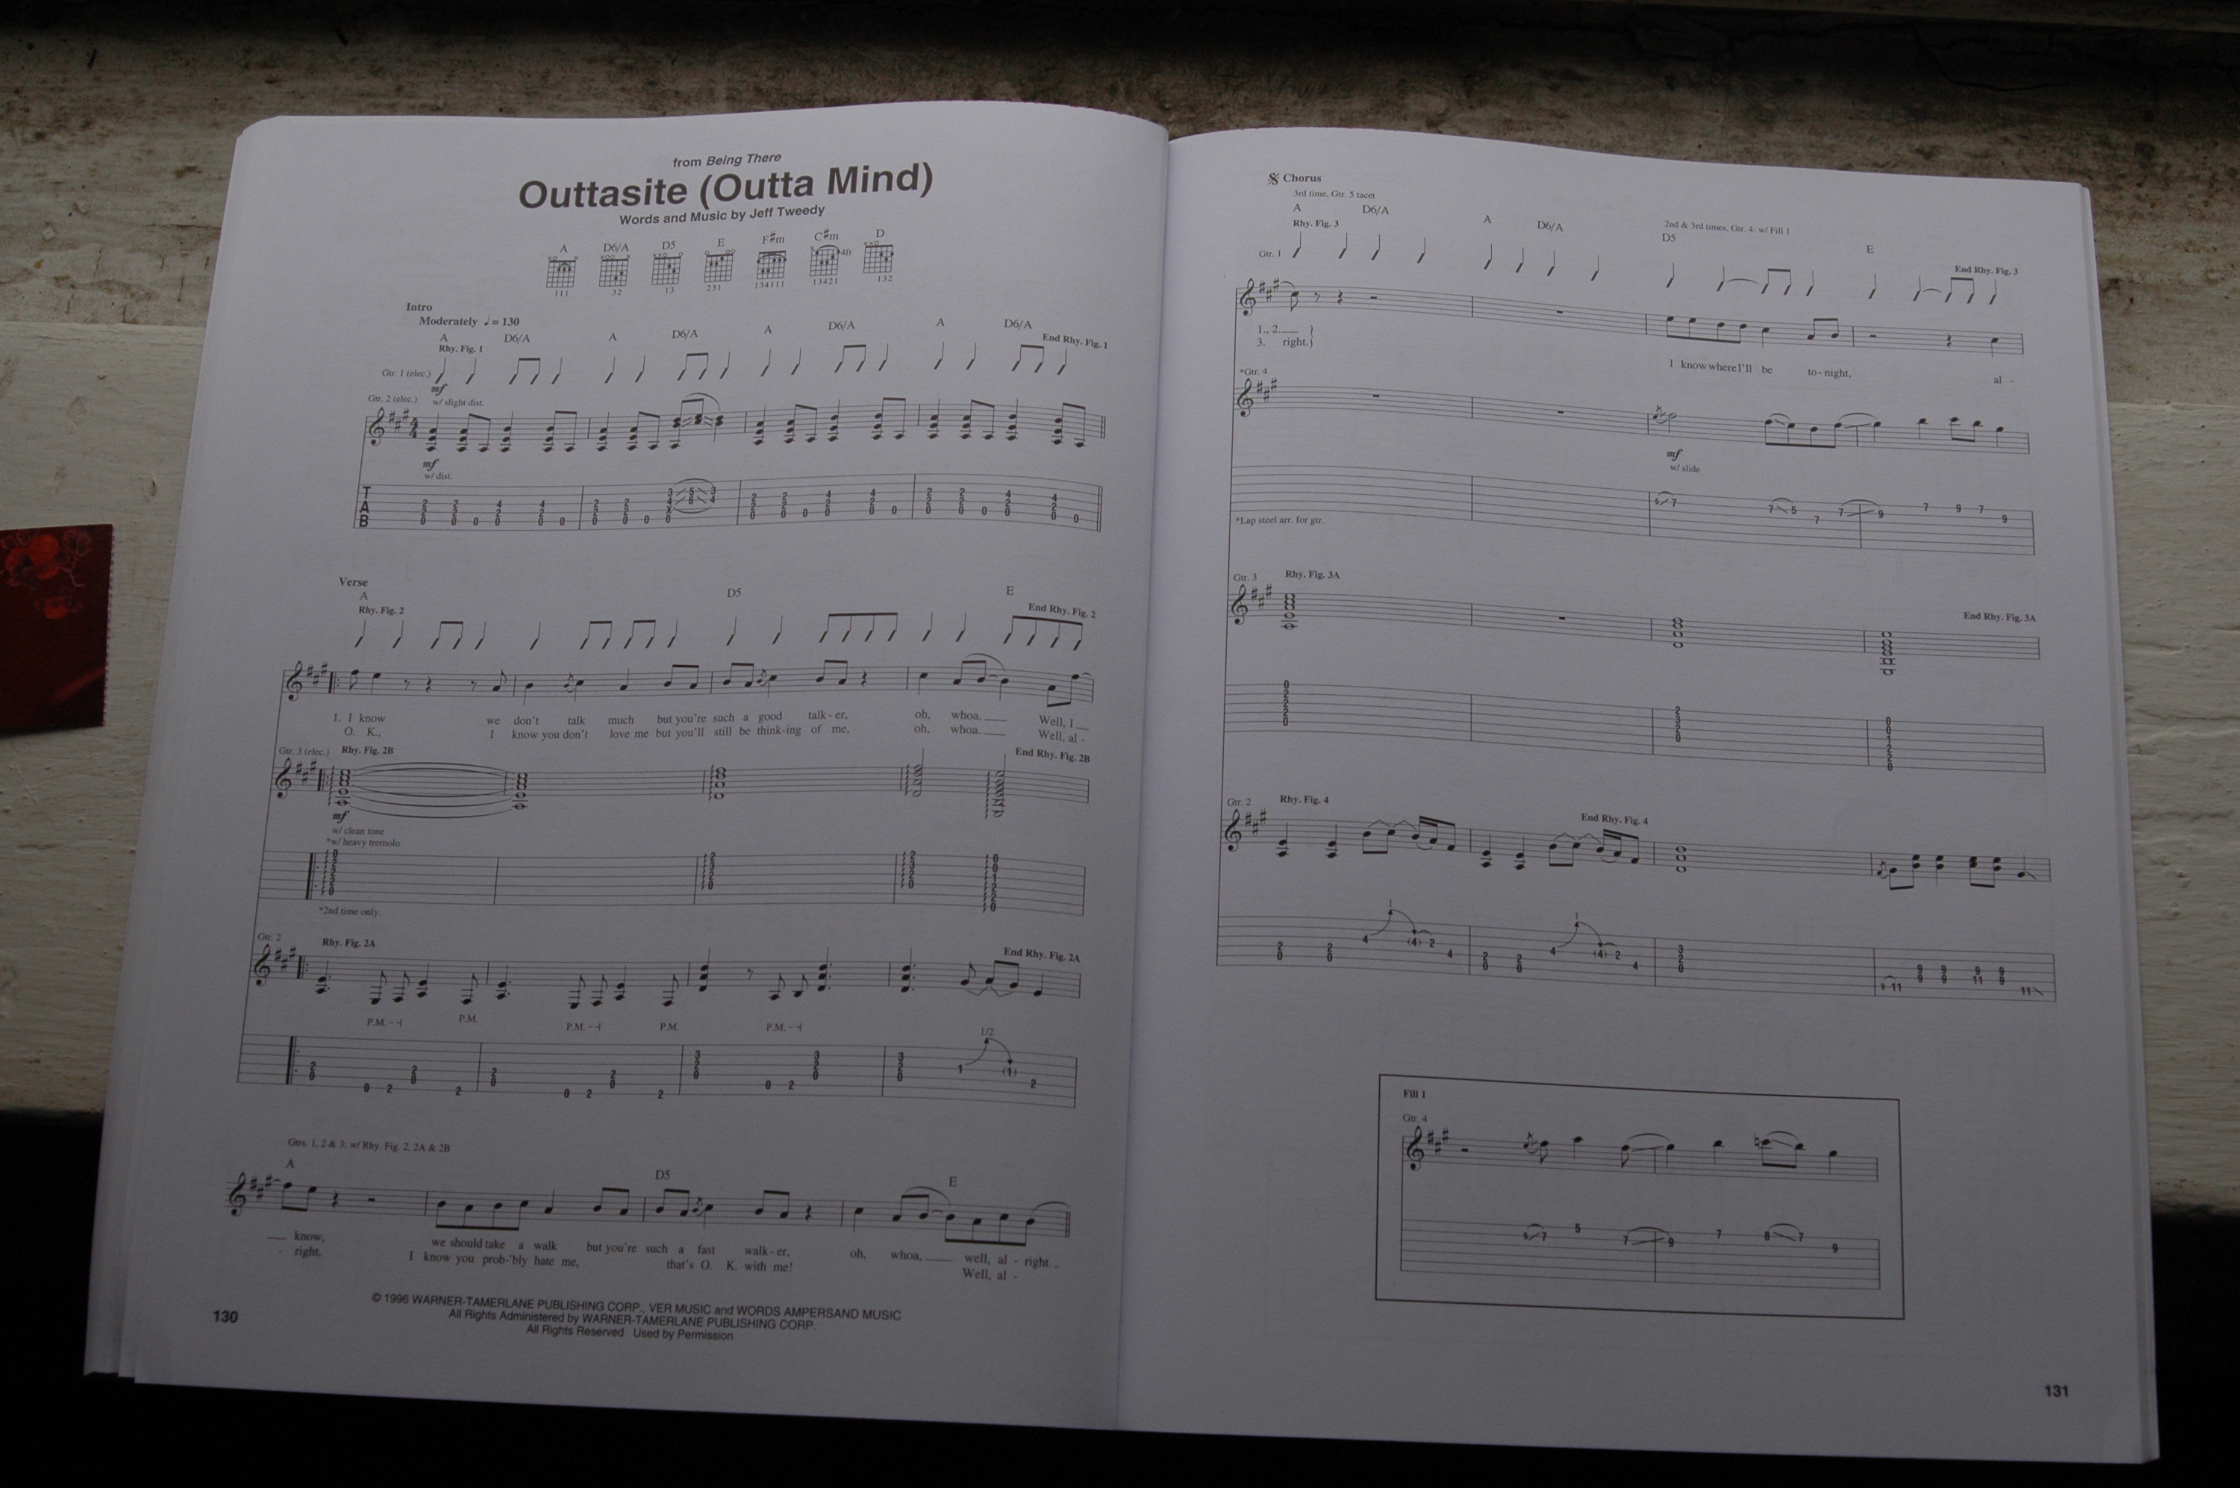 from Being There
Outtasite (Outta Mind)
Words and Music by Jeff Tweedy
A D6/A D5 E F#m C#m D
4fr
111 32 13 231 134111 13421 132
Intro
Moderately ♩ = 130
A D6/A A D6/A A D6/A A D6/A
Rhy. Fig. 1 End Rhy. Fig. 1
Gtr. 1 (elec.)
mf
w/ slight dist.
Gtr. 2 (elec.)
mf
w/ dist.
Verse
A D5 E
Rhy. Fig. 2 End Rhy. Fig. 2
1. I know we don't talk much but you're such a good talk- er, oh, whoa. Well, I
O. K., I know you don't love me but you'll still be think-ing of me, oh, whoa. Well, al -
Gtr. 3 (elec.) Rhy. Fig. 2B End Rhy. Fig. 2B
mf
w/ clean tone
*w/ heavy tremolo
*2nd time only.
Gtr. 2
Rhy. Fig. 2A End Rhy. Fig. 2A
P.M. - ⊣ P.M. P.M. - ⊣ P.M. P.M. - ⊣
1/2
Gtrs. 1, 2 & 3: w/ Rhy. Fig. 2, 2A & 2B
A D5 E
know, we should take a walk but you're such a fast walk- er, oh, whoa, well, al - right.
right, I know you prob-'bly hate me, that's O. K. with me! Well, al -
© 1996 WARNER-TAMERLANE PUBLISHING CORP., VER MUSIC and WORDS AMPERSAND MUSIC
All Rights Administered by WARNER-TAMERLANE PUBLISHING CORP.
All Rights Reserved Used by Permission
130
Chorus
3rd time, Gtr. 5 tacet
2nd & 3rd times, Gtr. 4: w/ Fill 1
A D6/A A D6/A D5 E
Rhy. Fig. 3 End Rhy. Fig. 3
Gtr. 1
1., 2.
3. right.
I know where I'll be to- night, al -
*Gtr. 4
mf
w/ slide
*Lap steel arr. for gtr.
Gtr. 3 Rhy. Fig. 3A End Rhy. Fig. 3A
Gtr. 2 Rhy. Fig. 4 End Rhy. Fig. 4
Fill 1
Gtr. 4
131